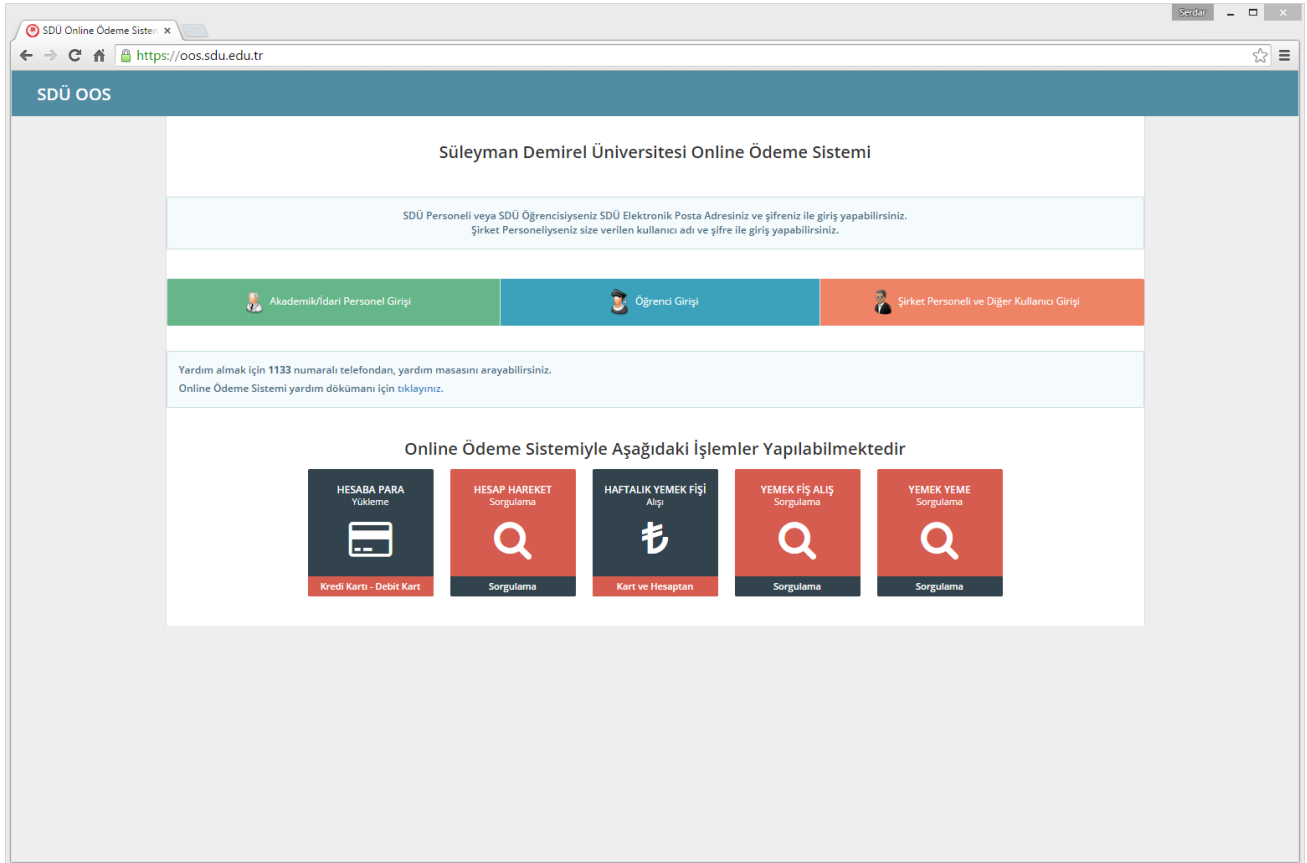 Serdar
SDÜ Online Ödeme Sisten
https://oos.sdu.edu.tr
SDÜ OOS
Süleyman Demirel Üniversitesi Online Ödeme Sistemi
SDÜ Personeli veya SDÜ Öğrencisiyseniz SDÜ Elektronik Posta Adresiniz ve şifreniz ile giriş yapabilirsiniz.
Şirket Personeliyseniz size verilen kullanıcı adı ve şifre ile giriş yapabilirsiniz.
Akademik/İdari Personel Girişi
Öğrenci Girişi
Şirket Personeli ve Diğer Kullanıcı Girişi
Yardım almak için 1133 numaralı telefondan, yardım masasını arayabilirsiniz.
Online Ödeme Sistemi yardım dökümanı için tıklayınız.
Online Ödeme Sistemiyle Aşağıdaki İşlemler Yapılabilmektedir
HESABA PARA
Yükleme
Kredi Kartı - Debit Kart
HESAP HAREKET
Sorgulama
Sorgulama
HAFTALIK YEMEK FİŞİ
Alışı
Kart ve Hesaptan
YEMEK FİŞ ALIŞ
Sorgulama
Sorgulama
YEMEK YEME
Sorgulama
Sorgulama